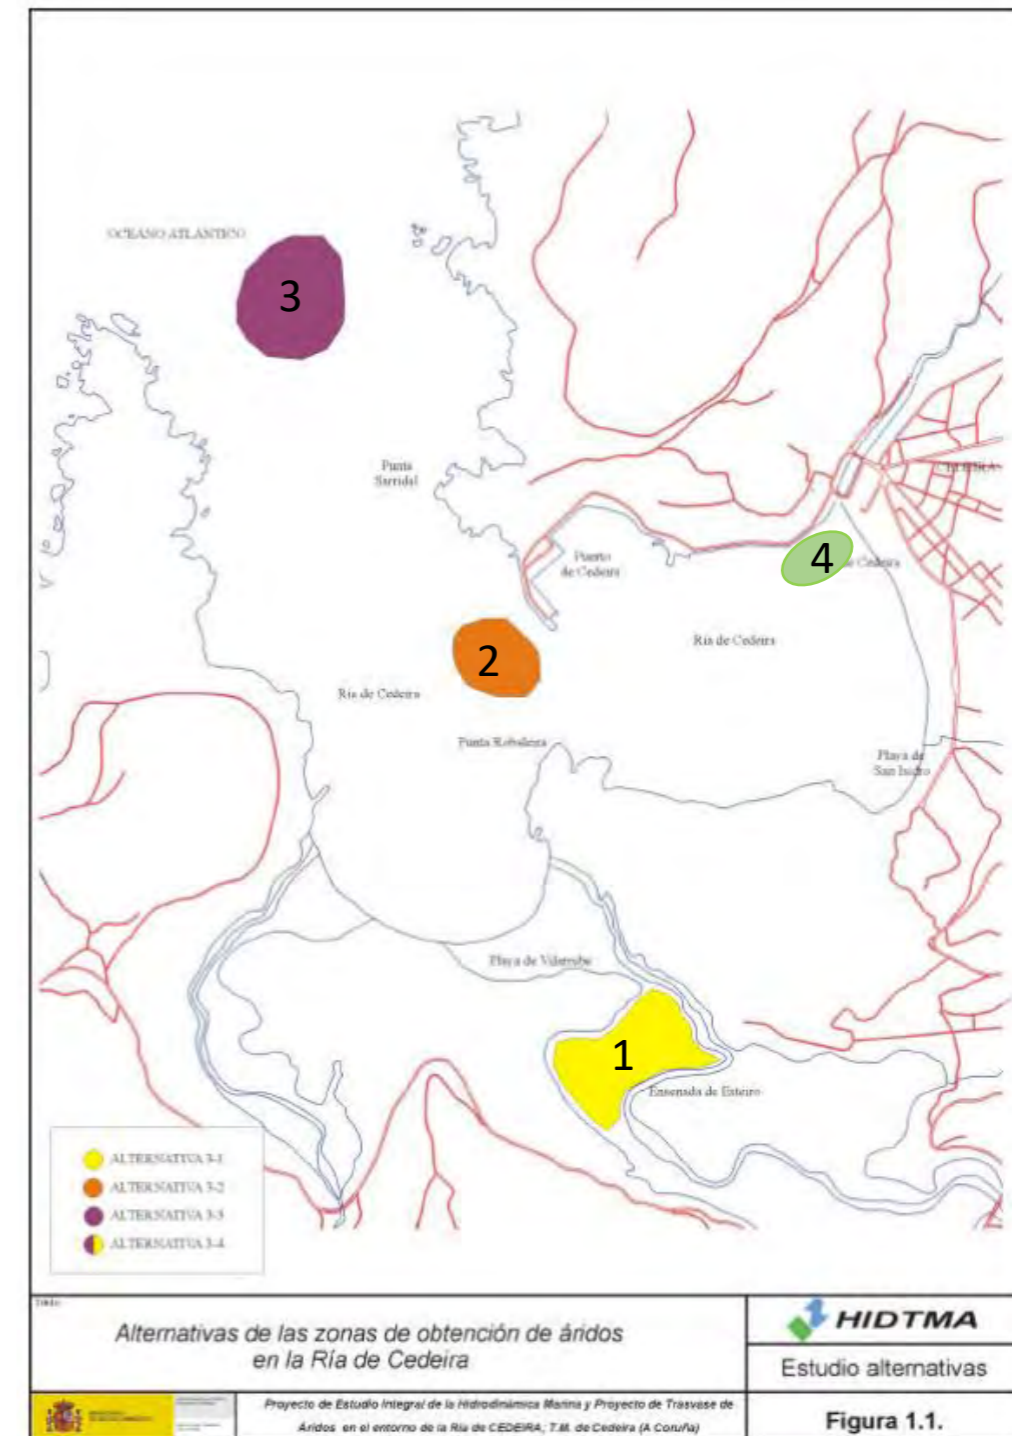 OCEANO ATLANTICO
3
Punta
Sarridal
CEDEIRA
Puerto
de Cedeira
4
de Cedeira
Ría de Cedeira
2
Ría de Cedeira
Punta Robaleira
Playa de
San Isidro
Playa de Vilarrube
1
Ensenada de Esteiro
ALTERNATIVA 3-1
ALTERNATIVA 3-2
ALTERNATIVA 3-3
ALTERNATIVA 3-4
Alternativas de las zonas de obtención de áridos
en la Ría de Cedeira
HIDTMA
Estudio alternativas
Proyecto de Estudio Integral de la Hidrodinámica Marina y Proyecto de Trasvase de
Áridos en el entorno de la Ría de CEDEIRA; T.M. de Cedeira (A Coruña)
Figura 1.1.